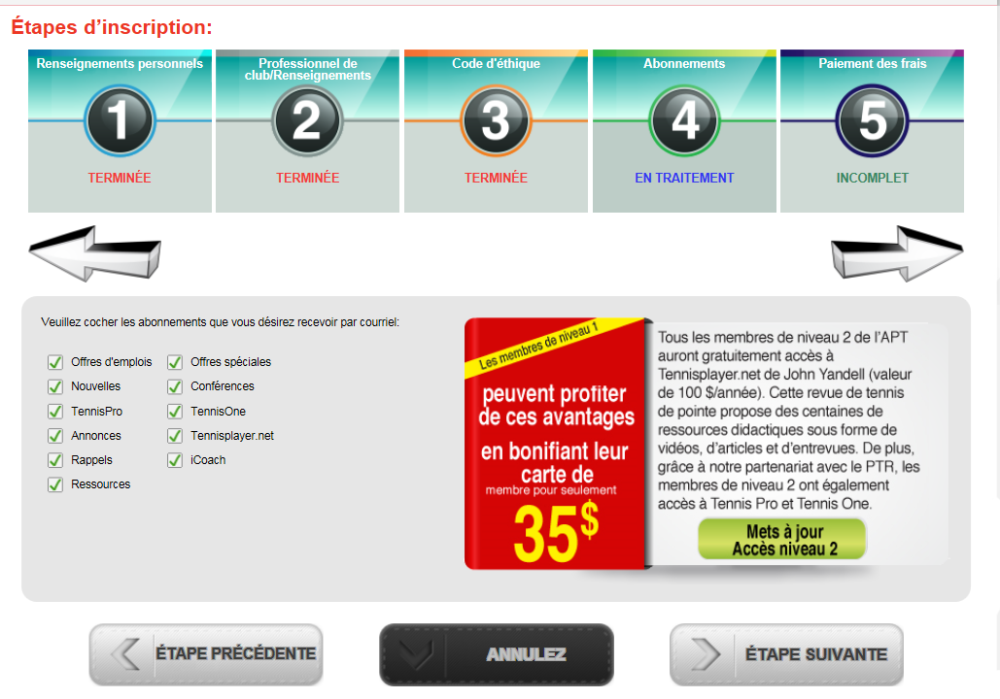 Étapes d’inscription:
Renseignements personnels
1
TERMINÉE
Professionnel de
club/Renseignements
2
TERMINÉE
Code d'éthique
3
TERMINÉE
Abonnements
4
EN TRAITEMENT
Paiement des frais
5
INCOMPLET
Veuillez cocher les abonnements que vous désirez recevoir par courriel:
Offres d'emplois
Offres spéciales
Nouvelles
Conférences
TennisPro
TennisOne
Annonces
Tennisplayer.net
Rappels
iCoach
Ressources
Les membres de niveau 1
peuvent profiter
de ces avantages
en bonifiant leur
carte de
membre pour seulement
35$
Tous les membres de niveau 2 de l’APT
auront gratuitement accès à
Tennisplayer.net de John Yandell (valeur
de 100 $/année). Cette revue de tennis
de pointe propose des centaines de
ressources didactiques sous forme de
vidéos, d’articles et d’entrevues. De plus,
grâce à notre partenariat avec le PTR, les
membres de niveau 2 ont également
accès à Tennis Pro et Tennis One.
Mets à jour
Accès niveau 2
ÉTAPE PRÉCÉDENTE
ANNULEZ
ÉTAPE SUIVANTE